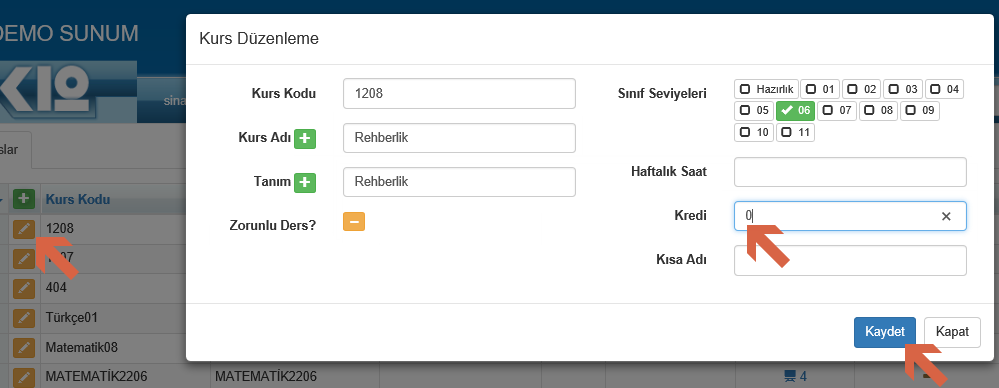 DEMO SUNUM
K12
sına
slar
Kurs Kodu
1208
404
Türkçe01
Matematik08
MATEMATİK2206 MATEMATİK2206 4
Kurs Düzenleme
Kurs Kodu 1208
Kurs Adı Rehberlik
Tanım Rehberlik
Zorunlu Ders?
Sınıf Seviyeleri Hazırlık 01 02 03 04
05 06 07 08 09
10 11
Haftalık Saat
Kredi 0
Kısa Adı
Kaydet Kapat